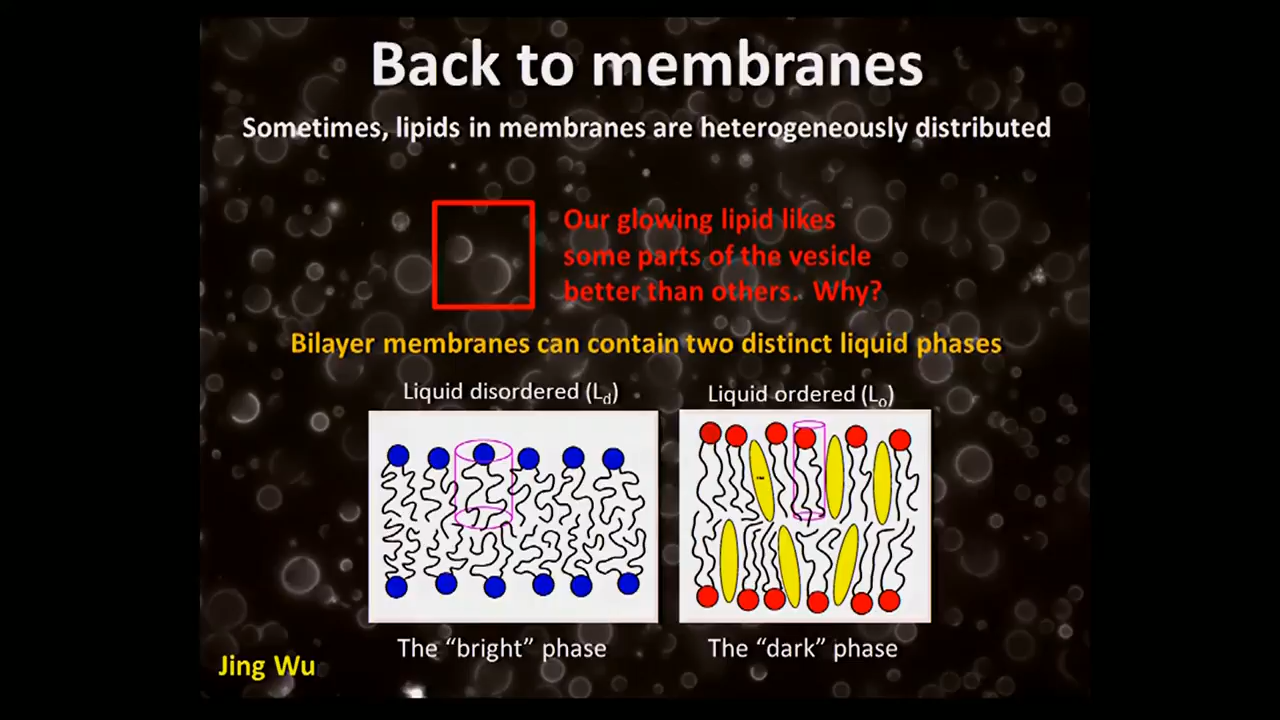 Back to membranes
Sometimes, lipids in membranes are heterogeneously distributed
Our glowing lipid likes
some parts of the vesicle
better than others. Why?
Bilayer membranes can contain two distinct liquid phases
Liquid disordered (Ld)
Liquid ordered (Lo)
The “bright” phase
The “dark” phase
Jing Wu